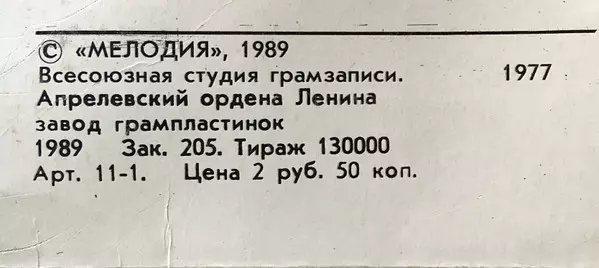 © «МЕЛОДИЯ», 1989
Всесоюзная студия грамзаписи. 1977
Апрелевский ордена Ленина
завод грампластинок
1989 Зак. 205. Тираж 130000
Арт. 11-1. Цена 2 руб. 50 коп.